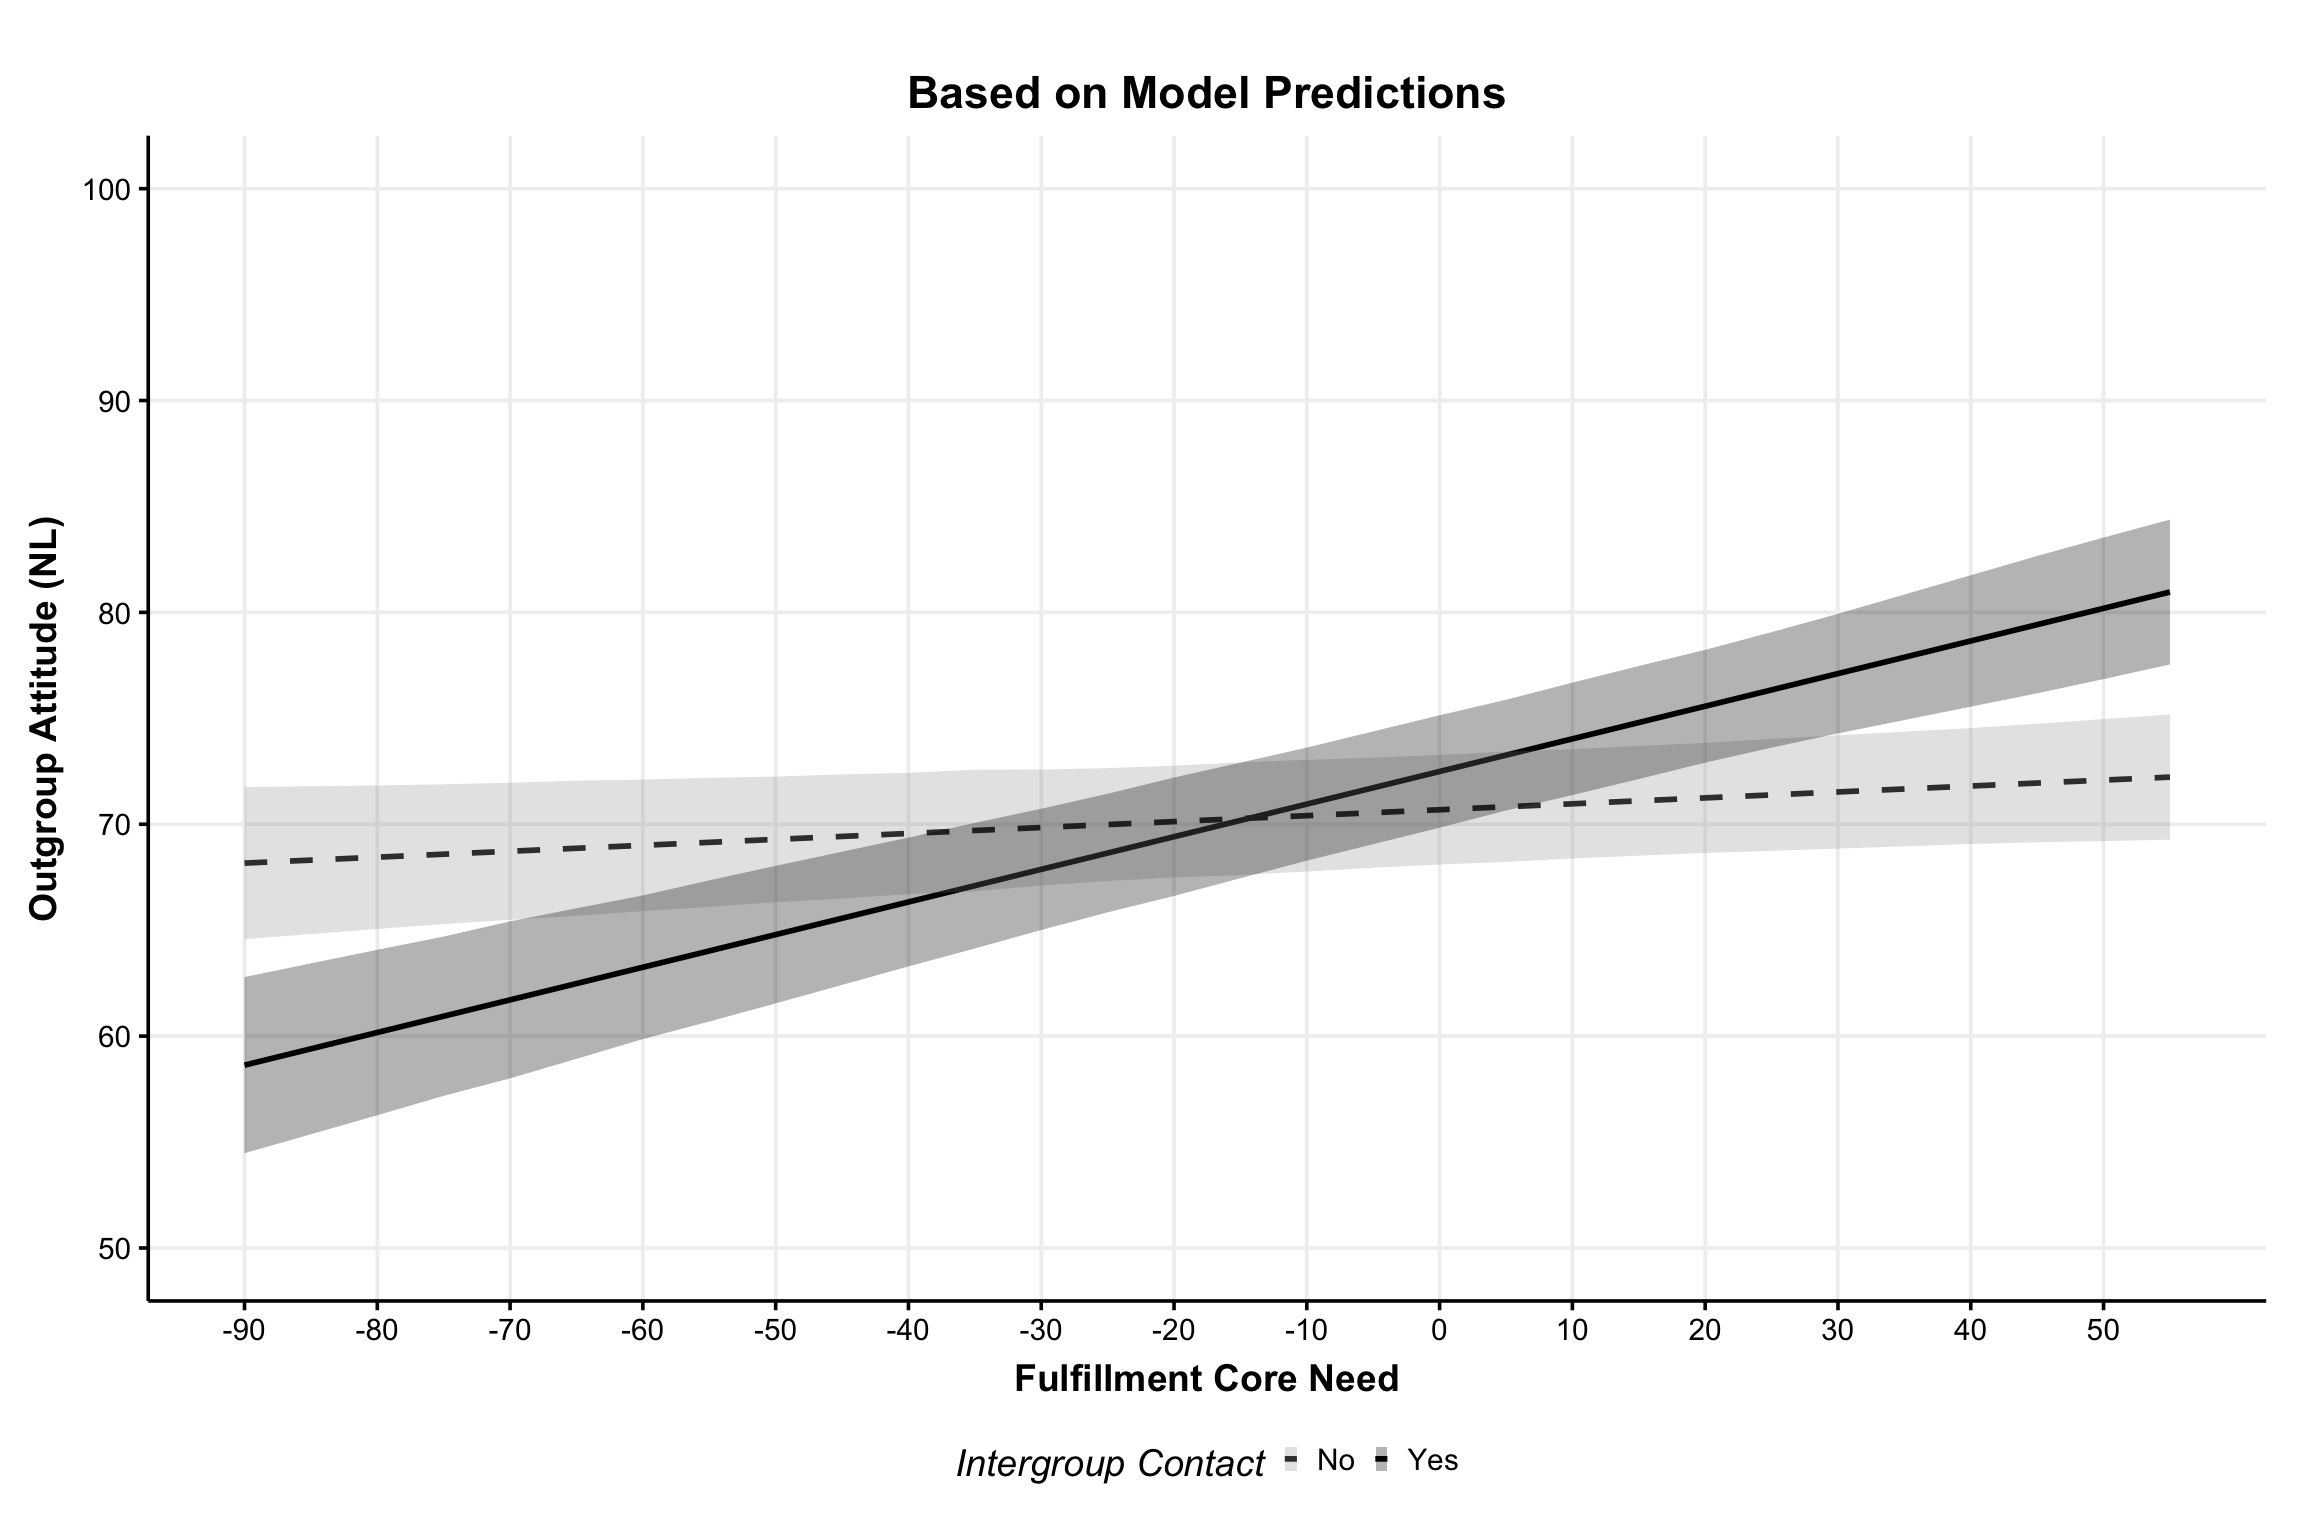 Based on Model Predictions
Outgroup Attitude (NL)
100
90
80
70
60
50
-90 -80 -70 -60 -50 -40 -30 -20 -10 0 10 20 30 40 50
Fulfillment Core Need
Intergroup Contact No Yes